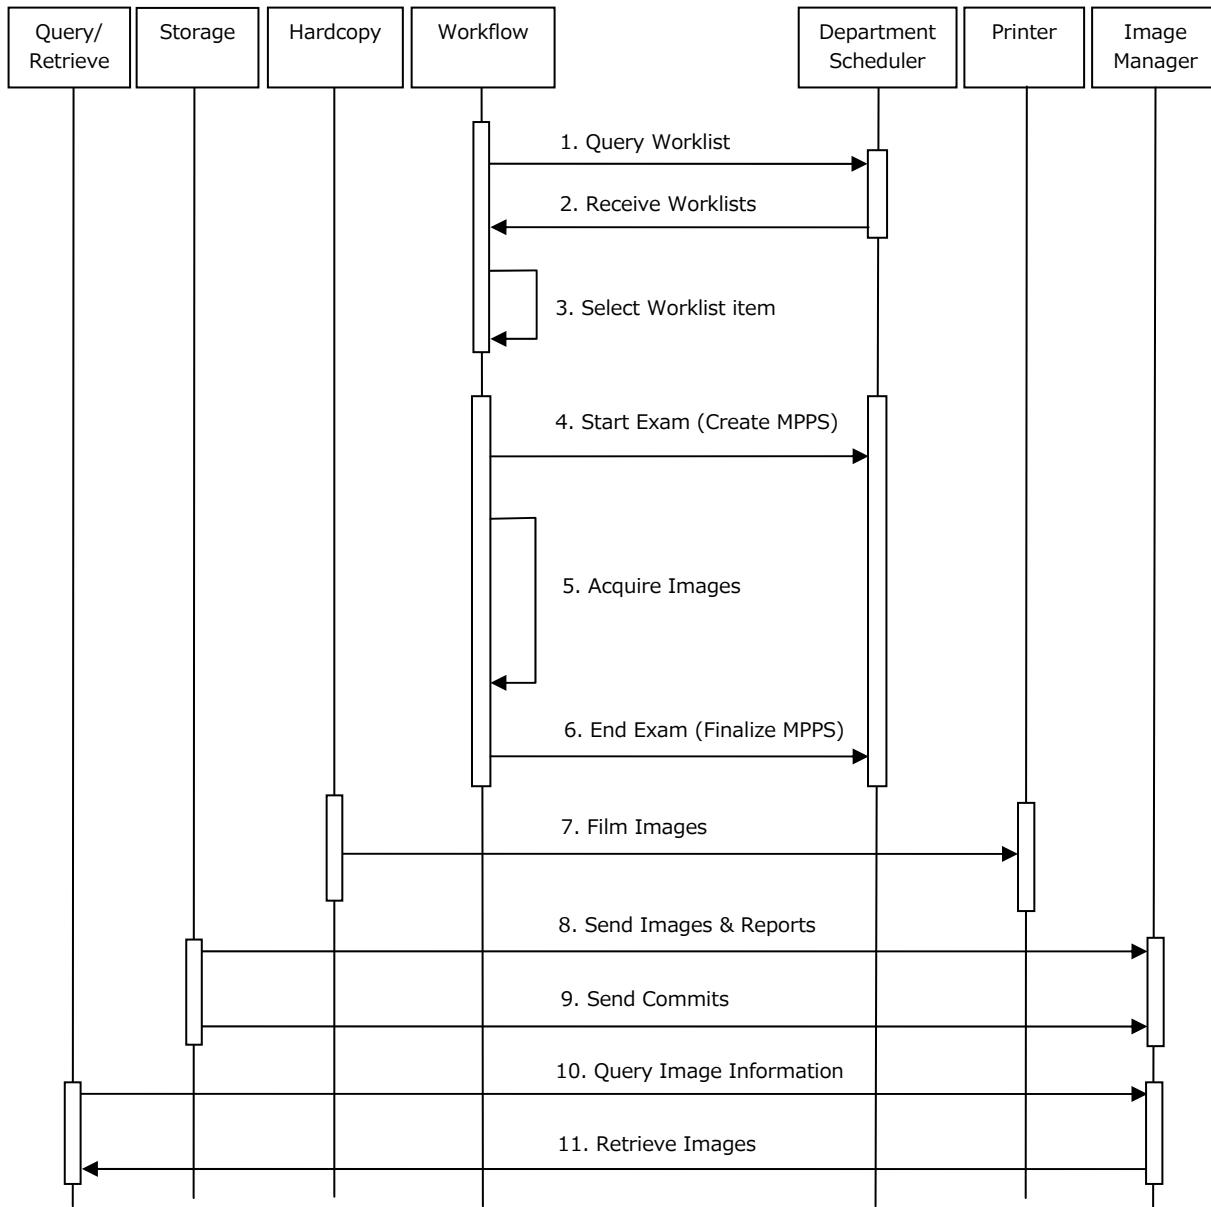 Query/
Retrieve
Storage
Hardcopy
Workflow
Department
Scheduler
Printer
Image
Manager
1. Query Worklist
2. Receive Worklists
3. Select Worklist item
4. Start Exam (Create MPPS)
5. Acquire Images
6. End Exam (Finalize MPPS)
7. Film Images
8. Send Images & Reports
9. Send Commits
10. Query Image Information
11. Retrieve Images